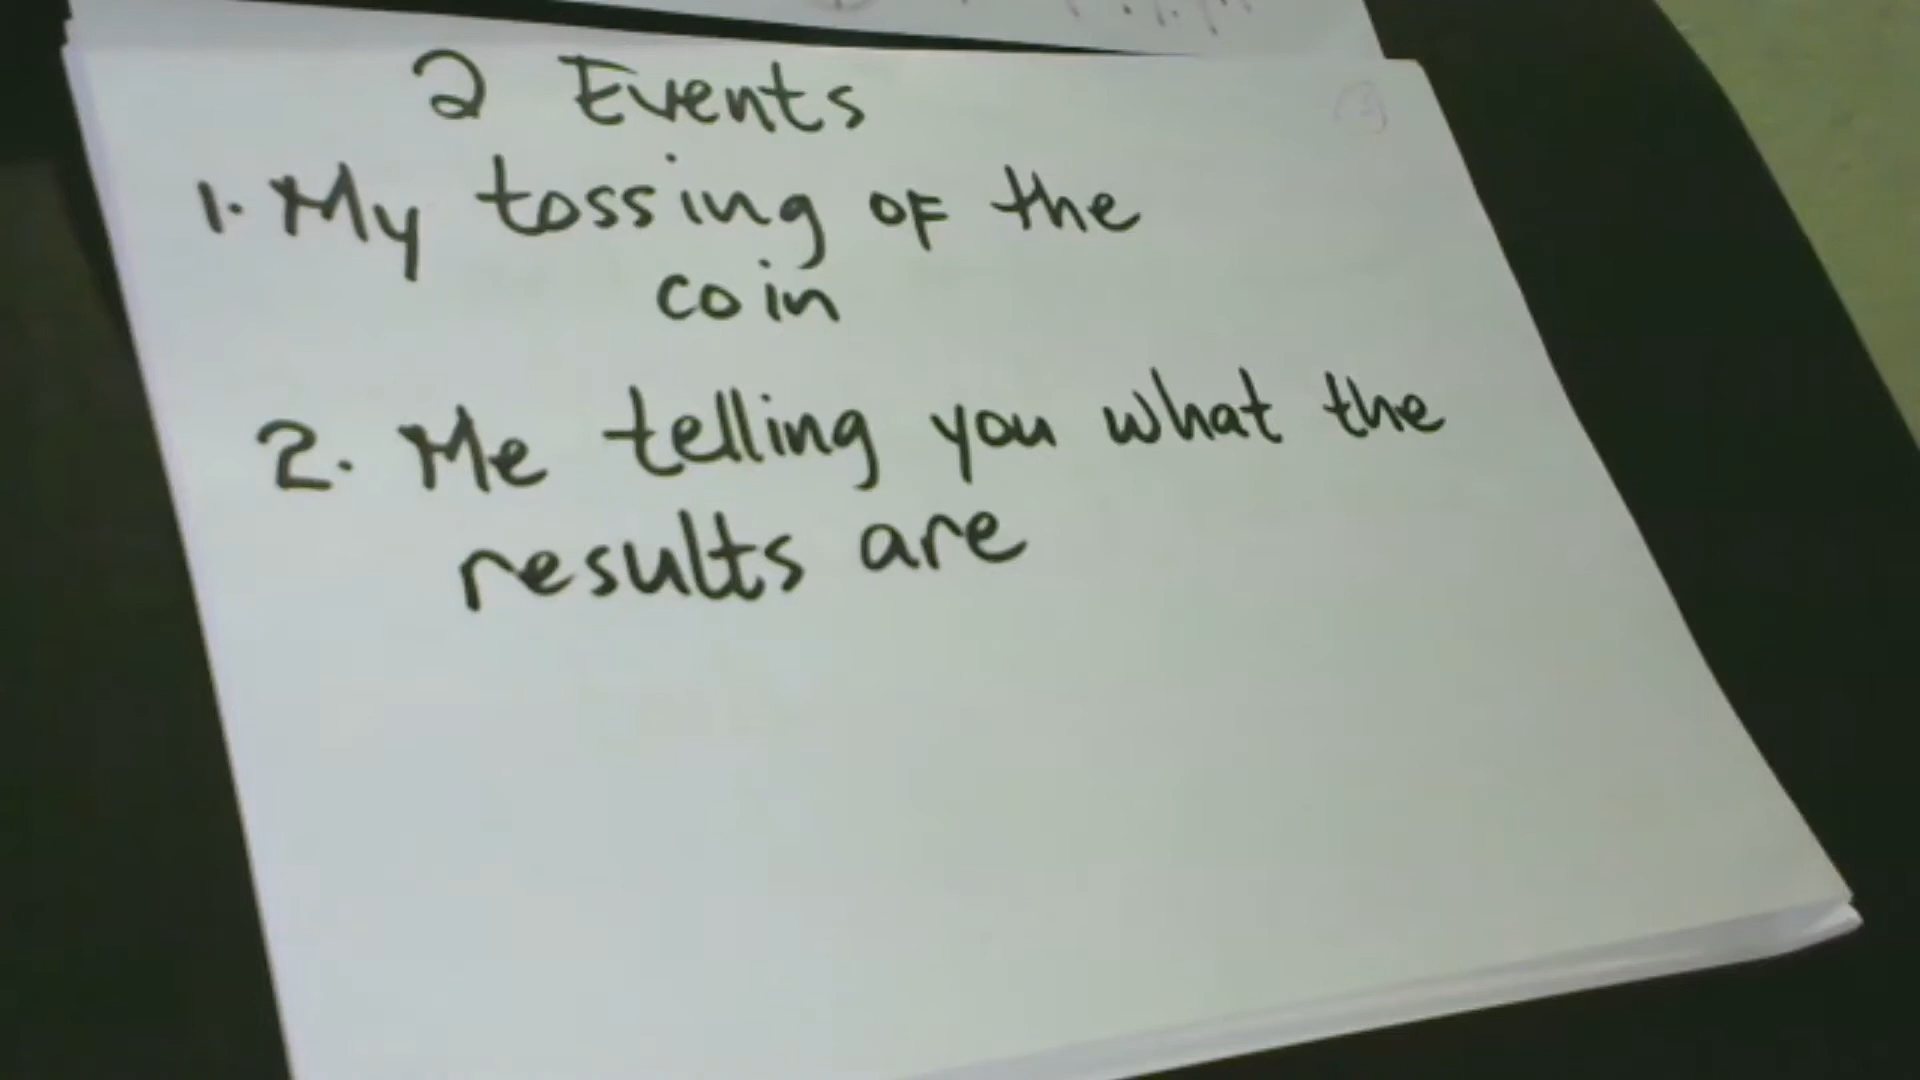 2 Events
1. My tossing of the
coin
2. Me telling you what the
results are